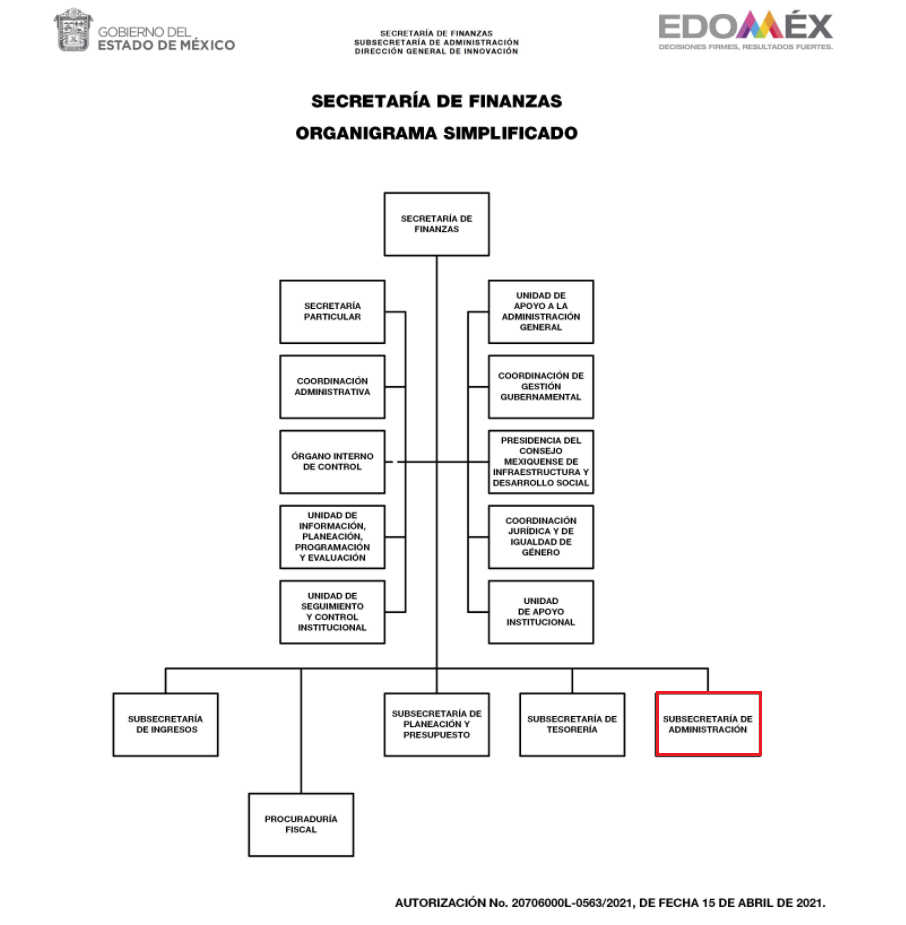 GOBIERNO DEL
ESTADO DE MÉXICO
SECRETARÍA DE FINANZAS
SUBSECRETARÍA DE ADMINISTRACIÓN
DIRECCIÓN GENERAL DE INNOVACIÓN
EDOMÉX
DECISIONES FIRMES, RESULTADOS FUERTES.
SECRETARÍA DE FINANZAS
ORGANIGRAMA SIMPLIFICADO
SECRETARÍA DE
FINANZAS
SECRETARÍA
PARTICULAR
UNIDAD DE
APOYO A LA
ADMINISTRACIÓN
GENERAL
COORDINACIÓN
ADMINISTRATIVA
COORDINACIÓN DE
GESTIÓN
GUBERNAMENTAL
ÓRGANO INTERNO
DE CONTROL
PRESIDENCIA DEL
CONSEJO
MEXIQUENSE DE
INFRAESTRUCTURA Y
DESARROLLO SOCIAL
UNIDAD DE
INFORMACIÓN,
PLANEACIÓN,
PROGRAMACIÓN
Y EVALUACIÓN
COORDINACIÓN
JURÍDICA Y DE
IGUALDAD DE
GÉNERO
UNIDAD DE
SEGUIMIENTO
Y CONTROL
INSTITUCIONAL
UNIDAD
DE APOYO
INSTITUCIONAL
SUBSECRETARÍA
DE INGRESOS
SUBSECRETARÍA DE
PLANEACIÓN Y
PRESUPUESTO
SUBSECRETARÍA DE
TESORERÍA
SUBSECRETARÍA DE
ADMINISTRACIÓN
PROCURADURÍA
FISCAL
AUTORIZACIÓN No. 20706000L-0563/2021, DE FECHA 15 DE ABRIL DE 2021.